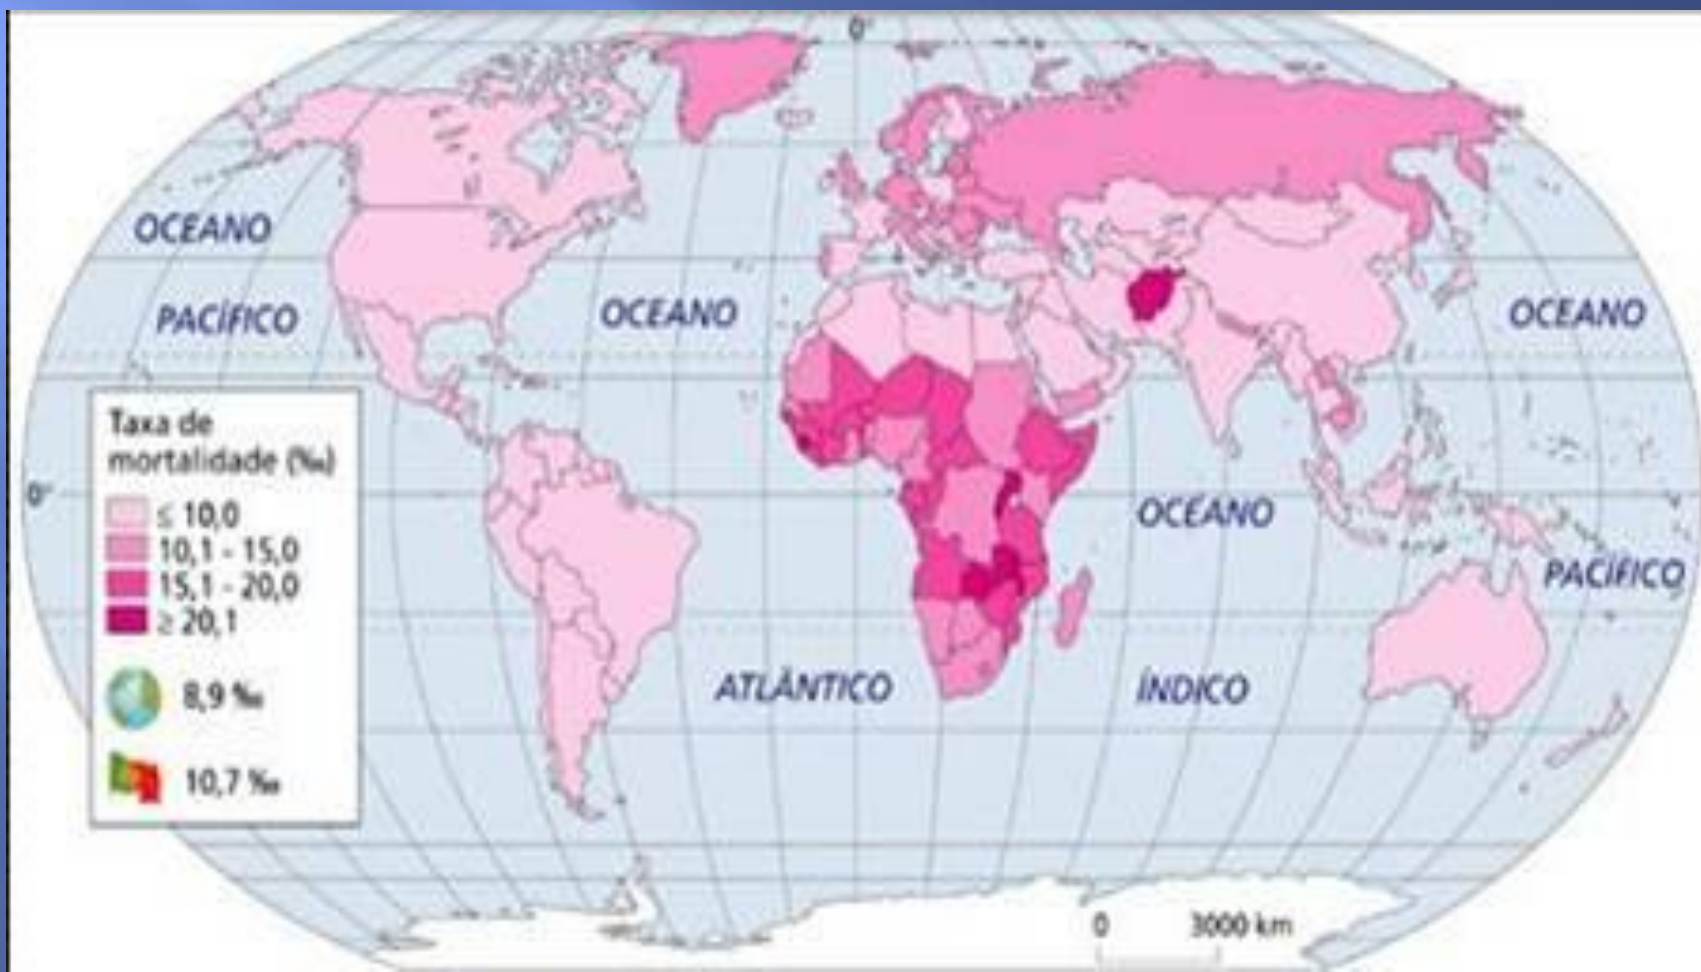 0°
OCEANO
PACÍFICO
OCEANO
OCEANO
Taxa de
mortalidade (‰)
≤ 10,0
10,1 - 15,0
15,1 - 20,0
≥ 20,1
8,9 ‰
10,7 ‰
0°
OCEANO
PACÍFICO
ATLÂNTICO
ÍNDICO
0 3000 km